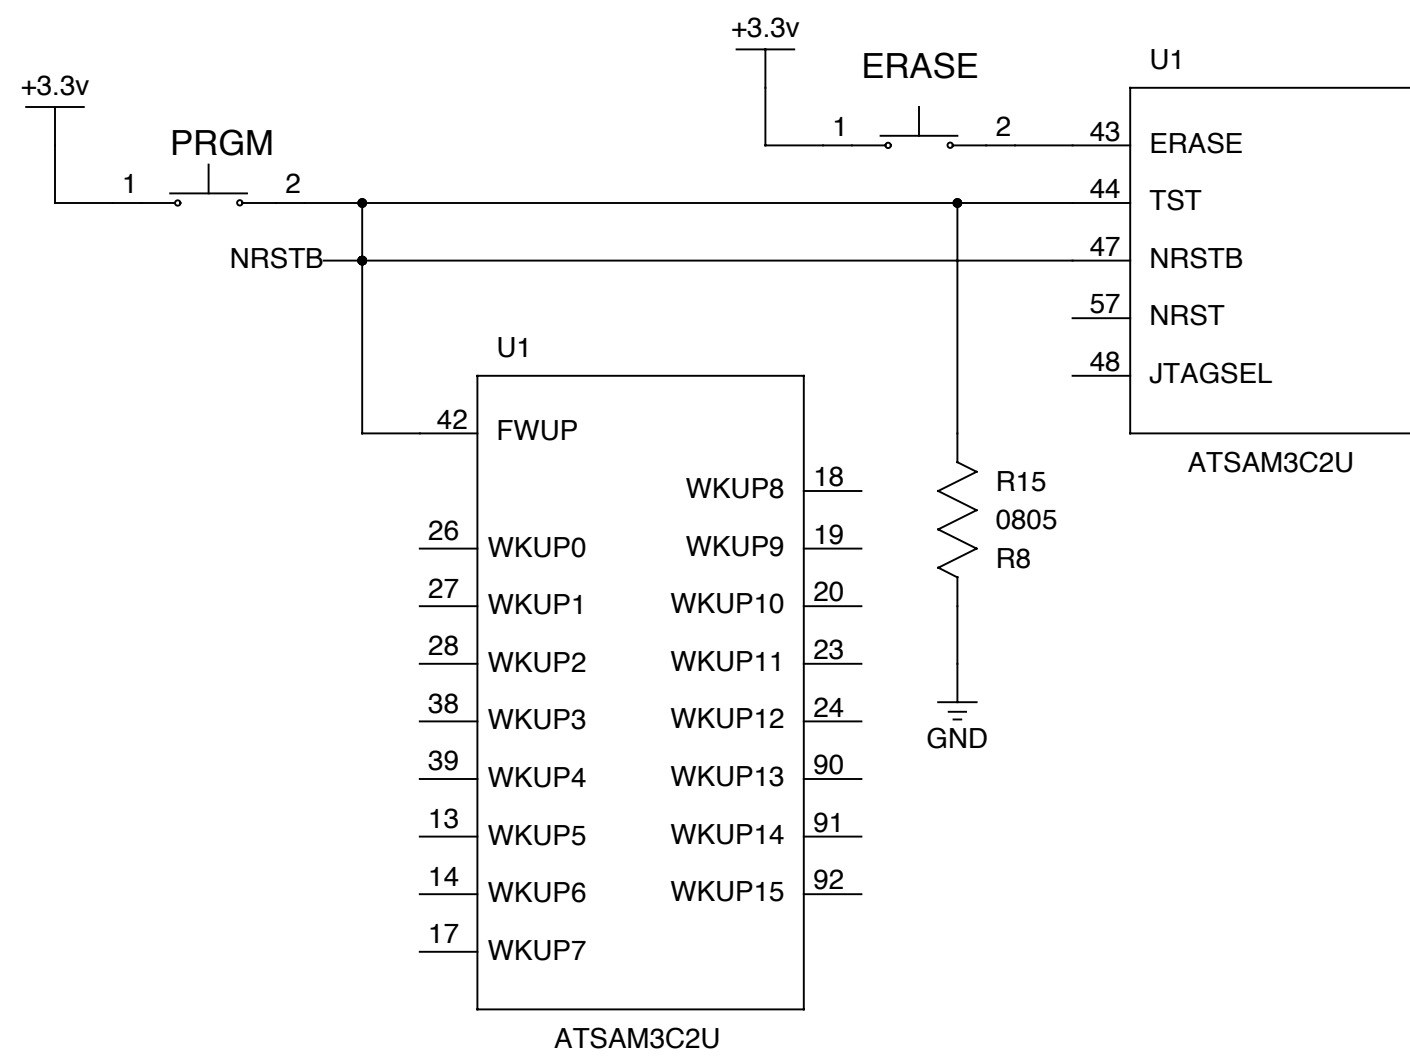 +3.3v
ERASE
U1
+3.3v
PRGM
1
2
43
ERASE
1
2
44
TST
NRSTB
47
NRSTB
57
NRST
U1
48
JTAGSEL
42
FWUP
ATSAM3C2U
WKUP8
18
R15
0805
R8
26
WKUP0
WKUP9
19
27
WKUP1
WKUP10
20
28
WKUP2
WKUP11
23
38
WKUP3
WKUP12
24
GND
39
WKUP4
WKUP13
90
13
WKUP5
WKUP14
91
14
WKUP6
WKUP15
92
17
WKUP7
ATSAM3C2U